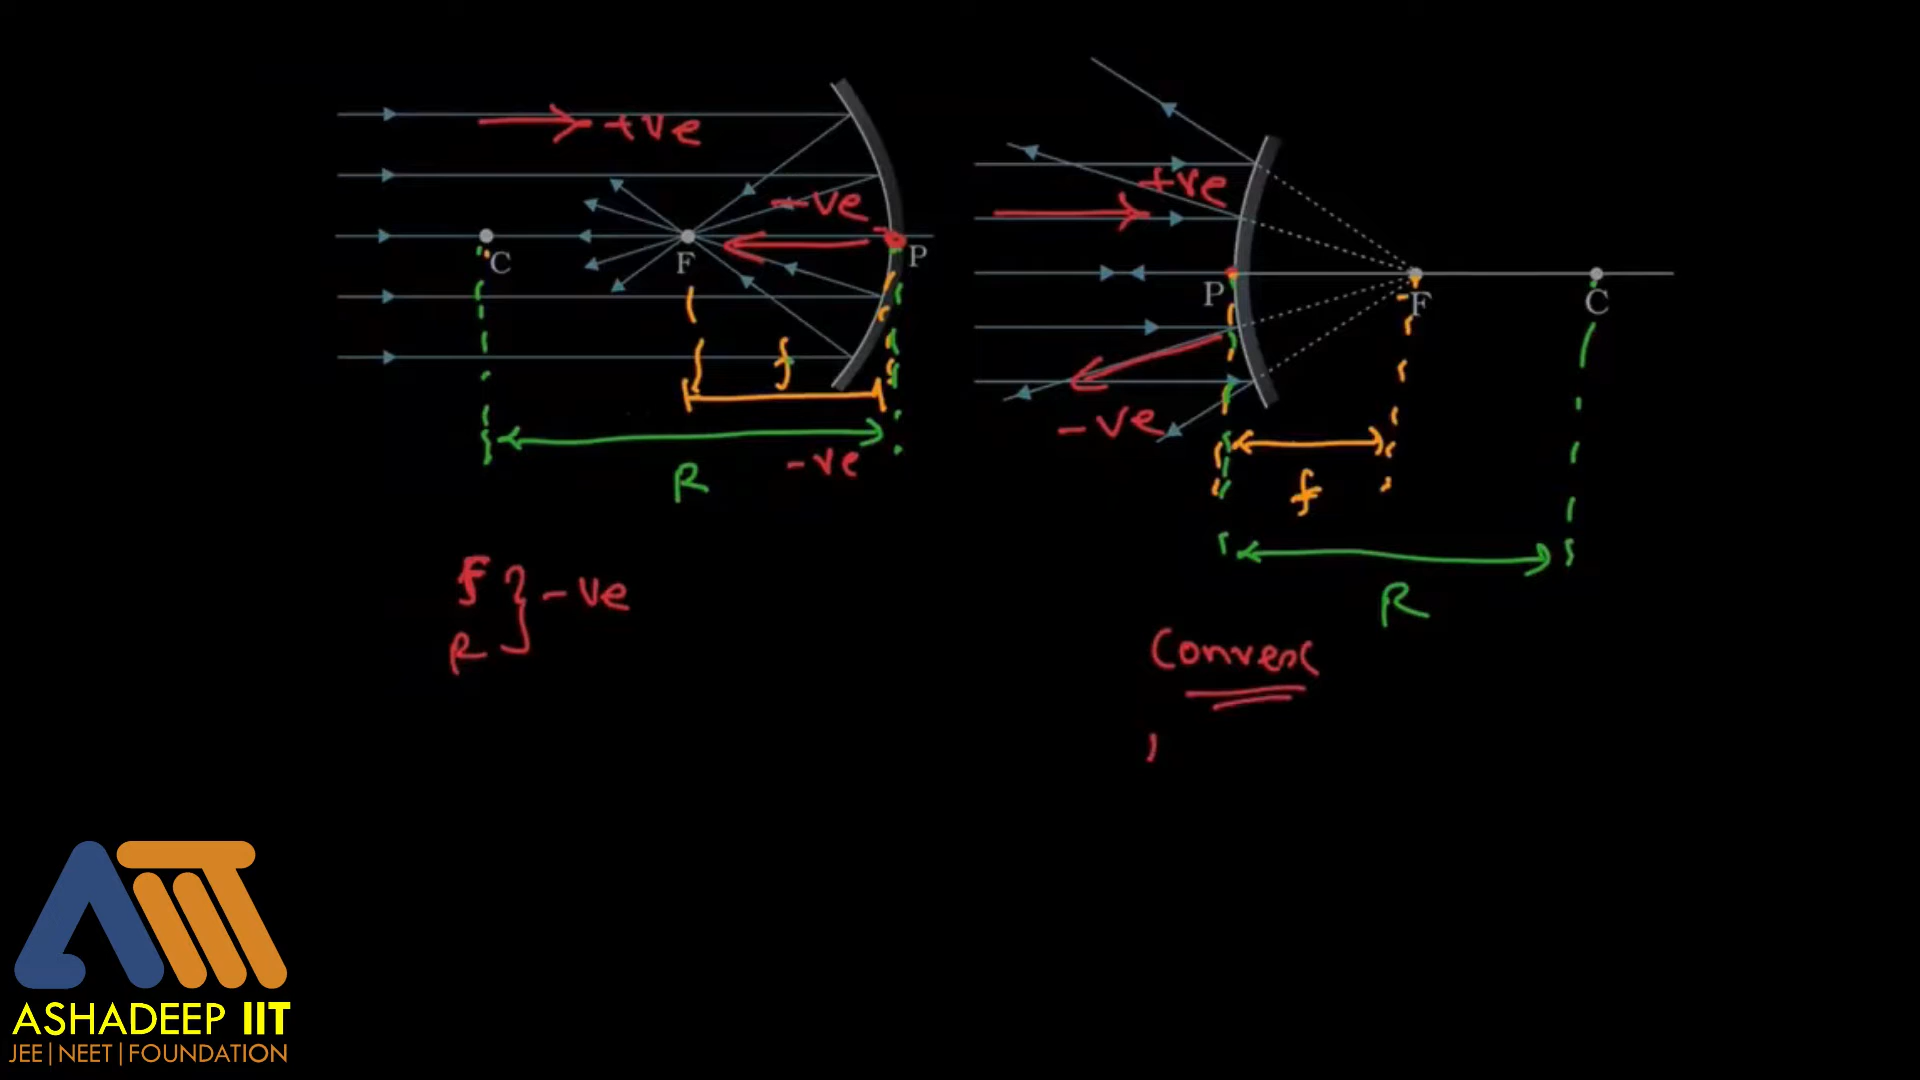 +ve
-ve
C
F
P
f
-ve
R
f
R
} -ve
+ve
P
F
C
-ve
f
R
Convex
ASHADEEP IIT
JEE|NEET|FOUNDATION